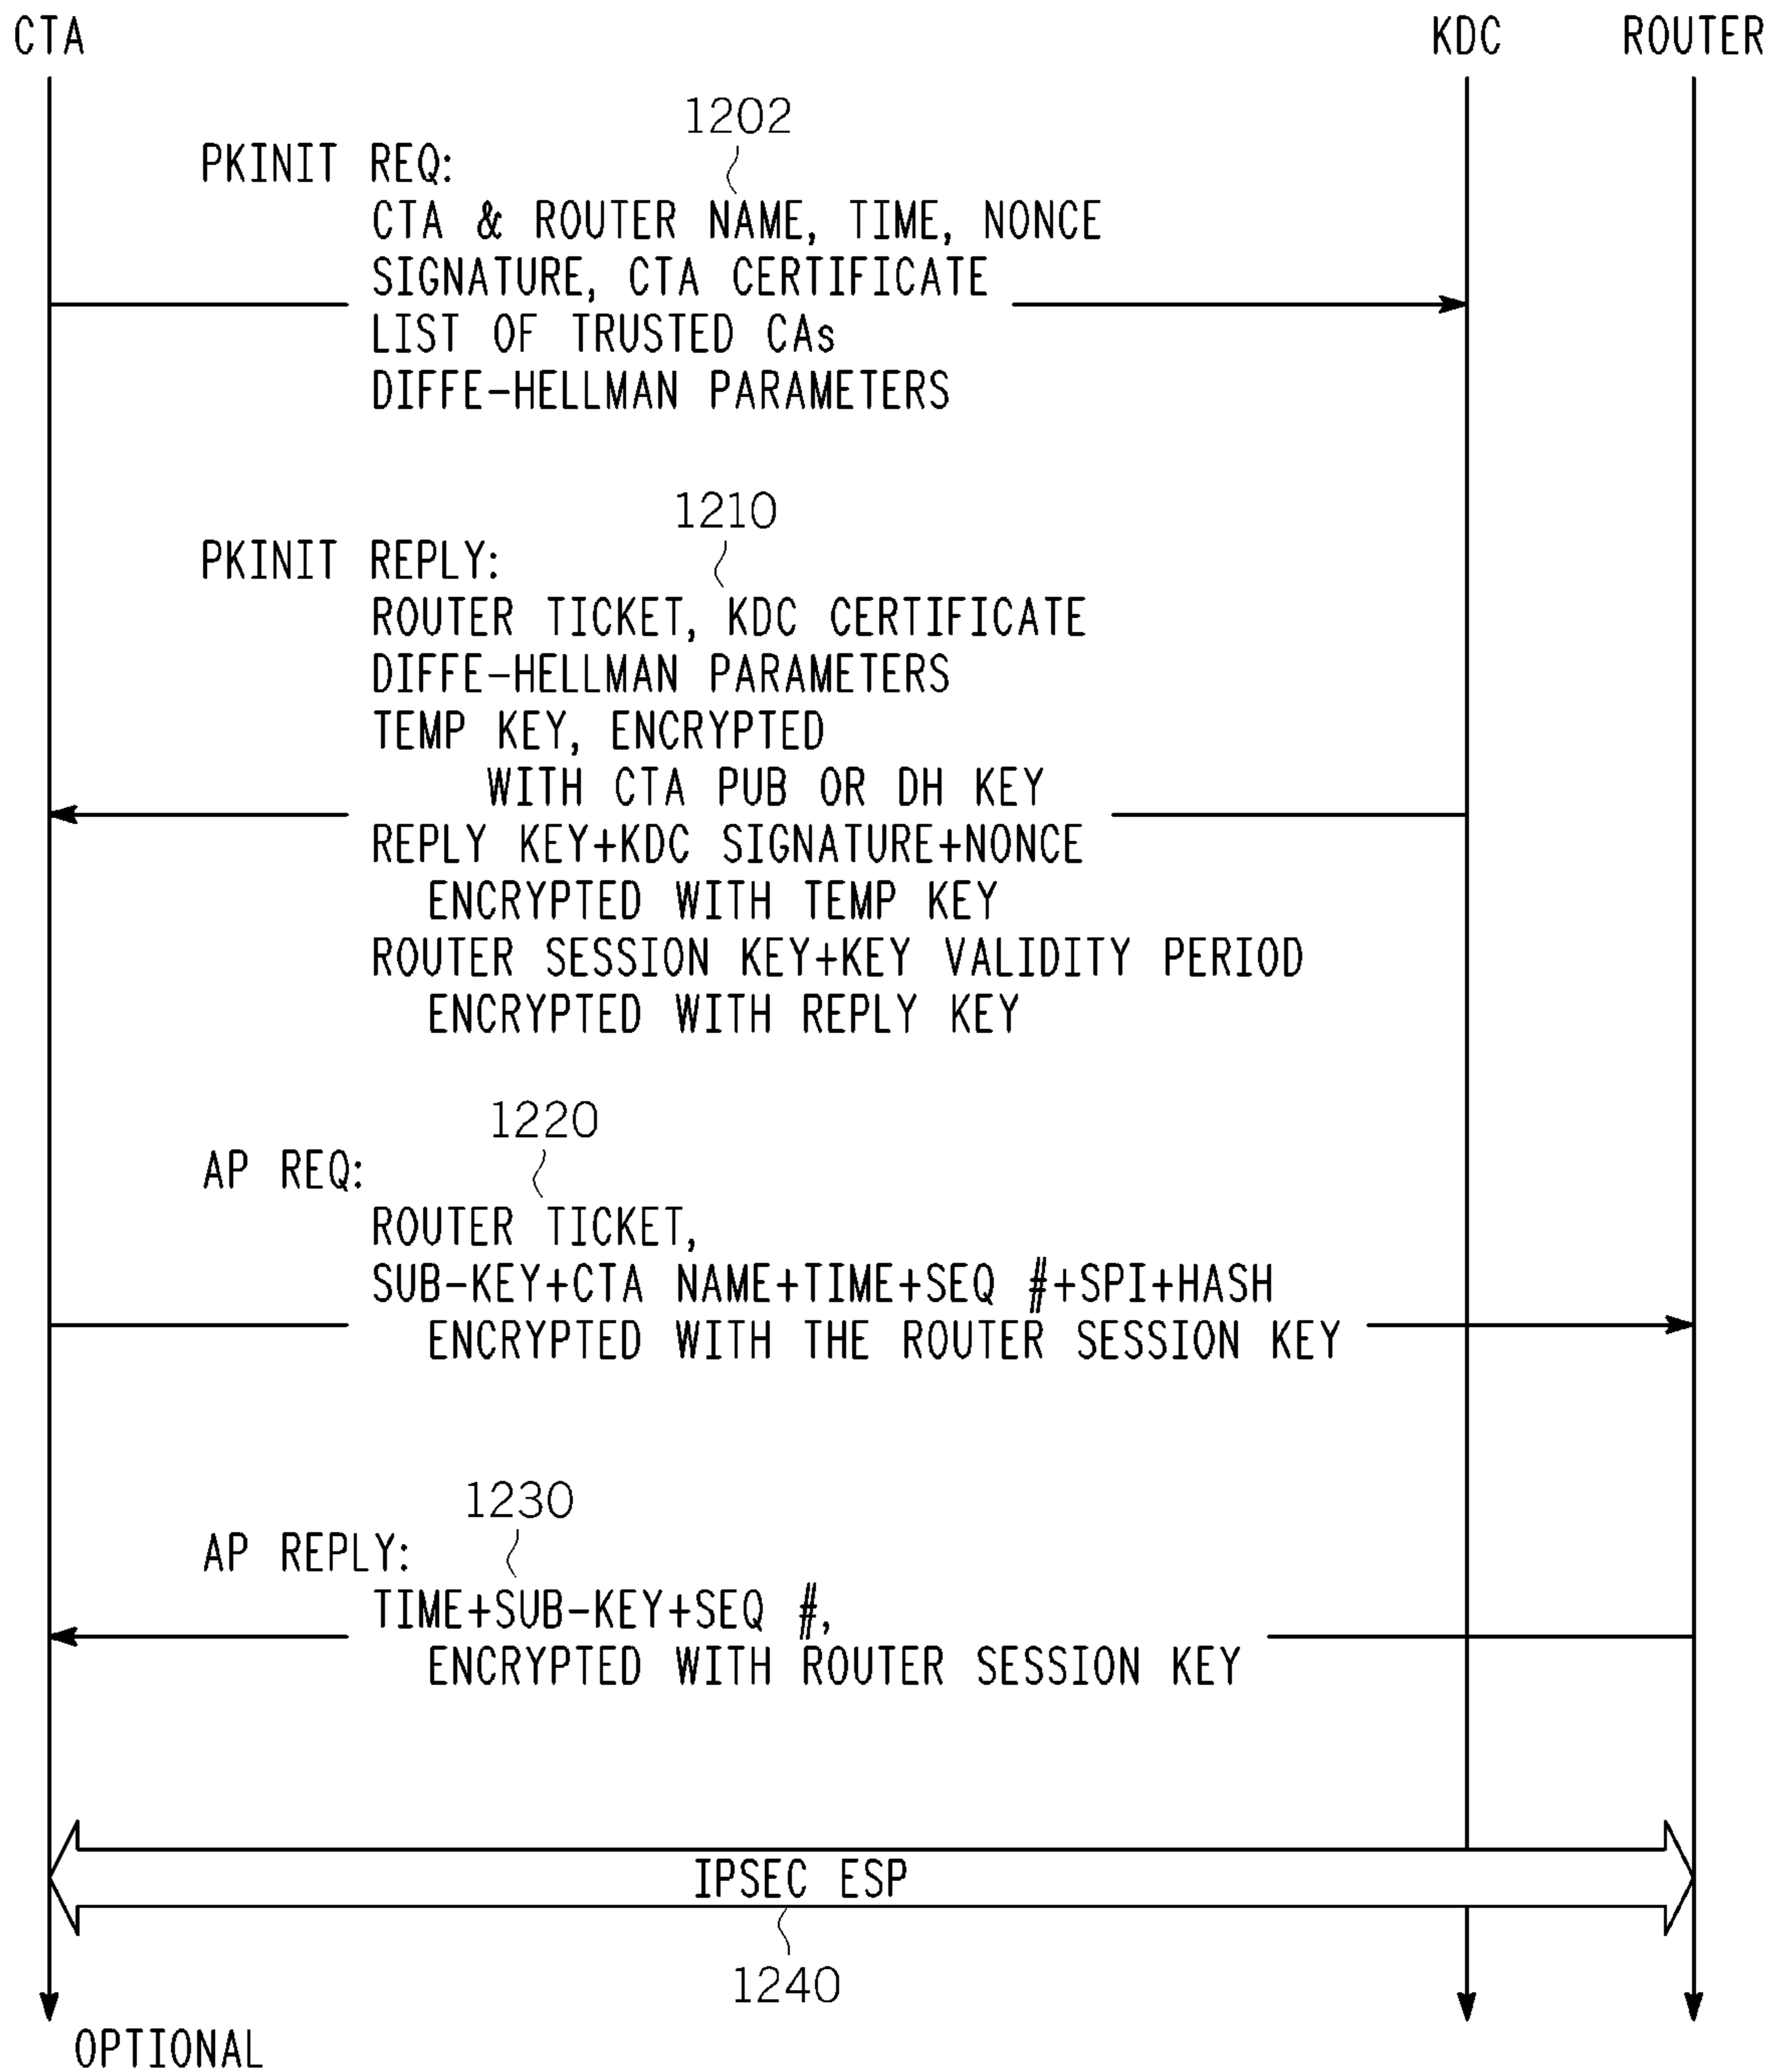 CTA KDC ROUTER
1202
PKINIT REQ:
CTA & ROUTER NAME, TIME, NONCE
SIGNATURE, CTA CERTIFICATE
LIST OF TRUSTED CAs
DIFFE-HELLMAN PARAMETERS
1210
PKINIT REPLY:
ROUTER TICKET, KDC CERTIFICATE
DIFFE-HELLMAN PARAMETERS
TEMP KEY, ENCRYPTED
WITH CTA PUB OR DH KEY
REPLY KEY+KDC SIGNATURE+NONCE
ENCRYPTED WITH TEMP KEY
ROUTER SESSION KEY+KEY VALIDITY PERIOD
ENCRYPTED WITH REPLY KEY
1220
AP REQ:
ROUTER TICKET,
SUB-KEY+CTA NAME+TIME+SEQ #+SPI+HASH
ENCRYPTED WITH THE ROUTER SESSION KEY
1230
AP REPLY:
TIME+SUB-KEY+SEQ #,
ENCRYPTED WITH ROUTER SESSION KEY
IPSEC ESP
1240
OPTIONAL